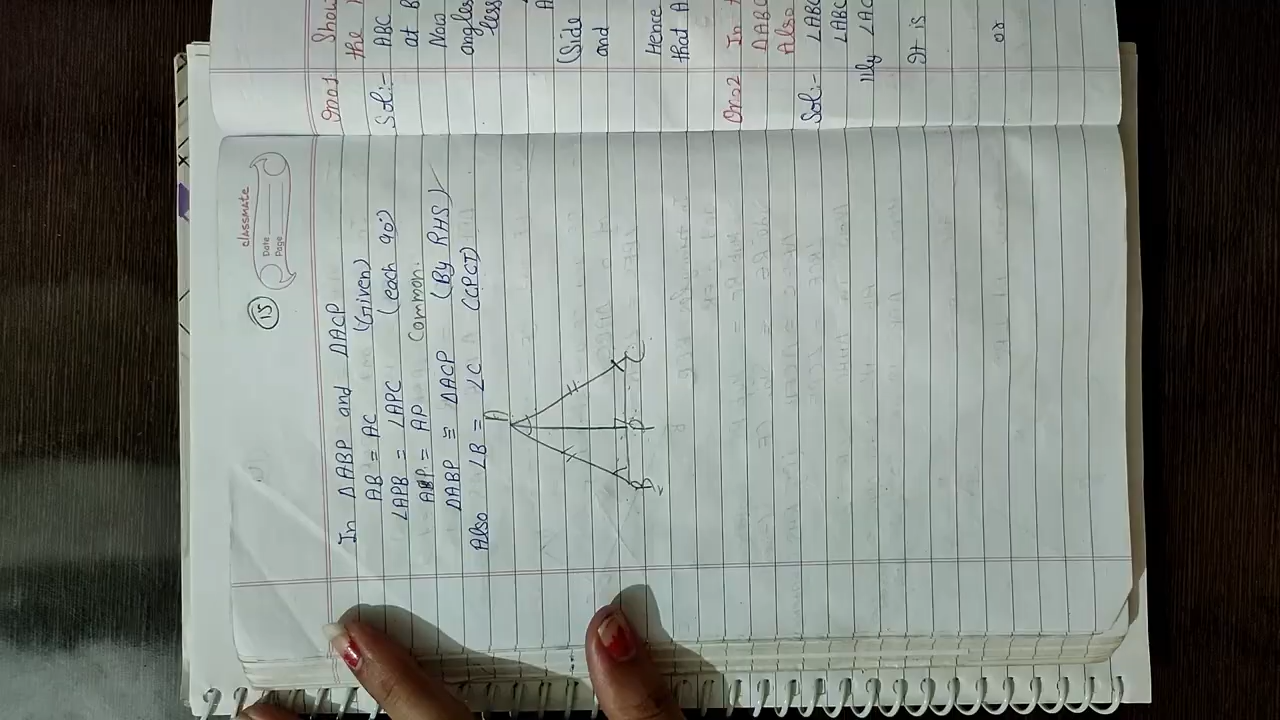 classmate
Date
Page
15
In ΔABP and ΔACP
AB = AC (Given)
∠APB = ∠APC (each 90°)
ABP = AP Common.
ΔABP ≅ ΔACP (By RHS)
Also ∠B = ∠C (CPCT)
A
B P C
Qno1 Show
the
Sol:- ABC
at B
Now
angles
less
A
(Side
and
Hence
that A
Qno2 In
ΔABC
Also
Sol:- ∠ABC
∠ABC
llly ∠AC
It is
or